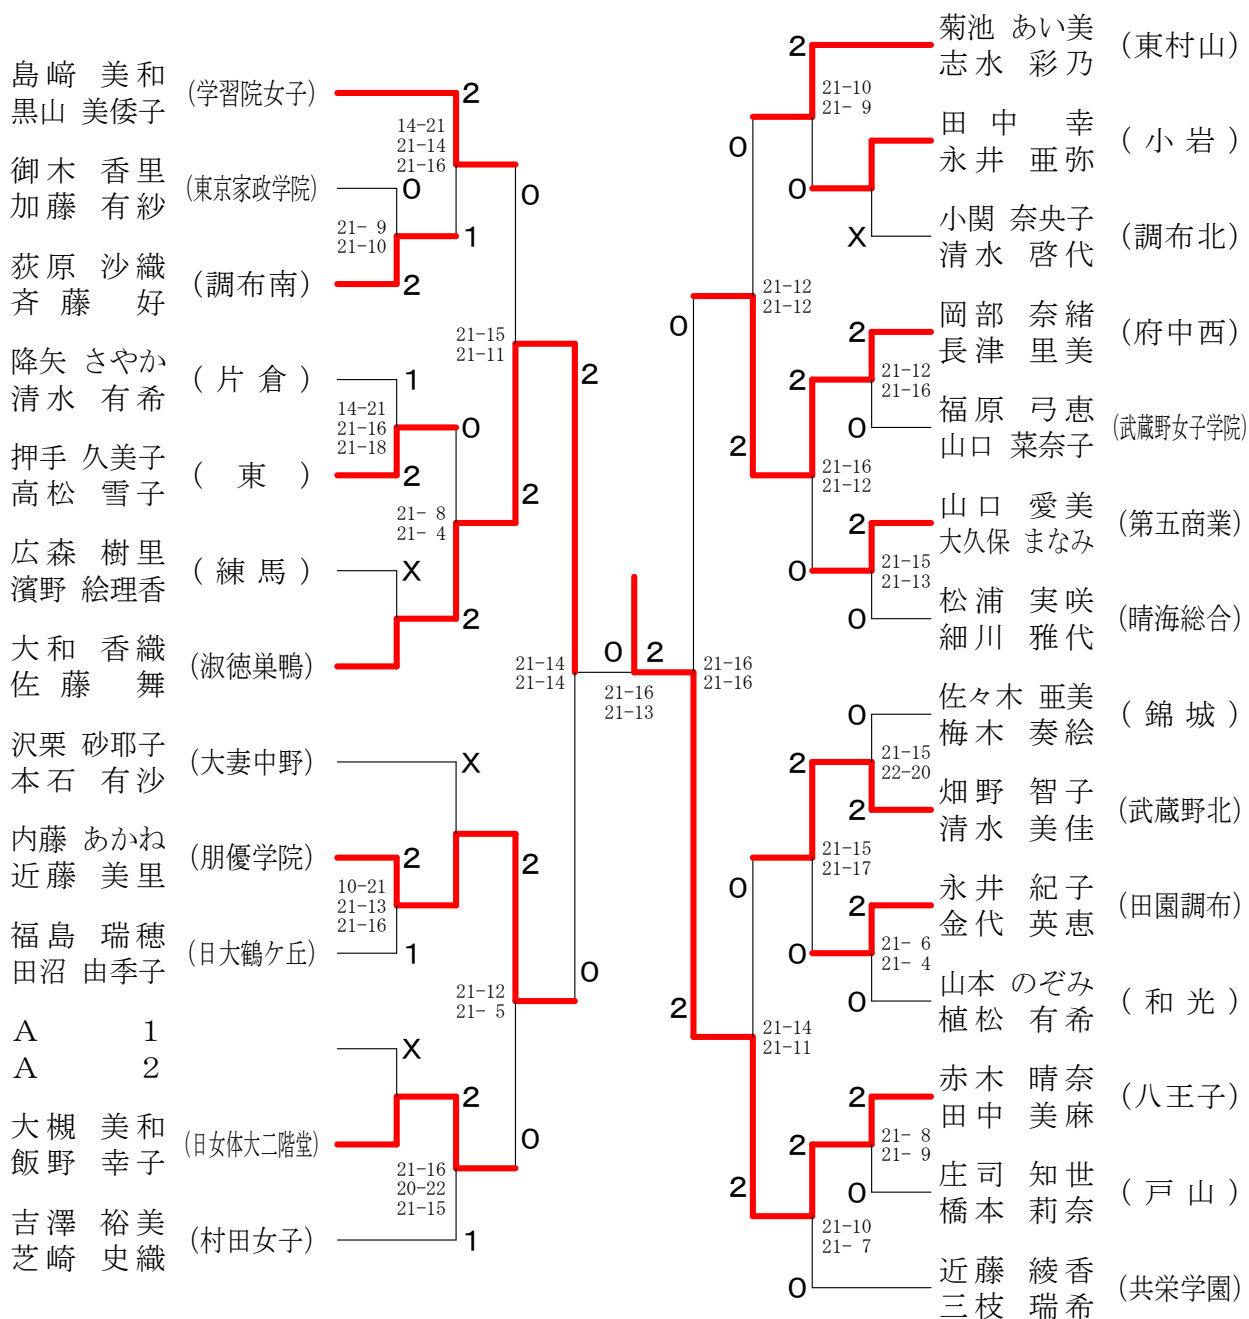 島﨑 美和
黒山 美倭子
(学習院女子)
2
14-21
21-14
21-16
御木 香里
加藤 有紗
(東京家政学院)
0
0
21- 9
21-10
1
荻原 沙織
斉藤 好
(調布南)
2
21-15
21-11
2
降矢 さやか
清水 有希
(片倉)
1
14-21
21-16
21-18
0
押手 久美子
高松 雪子
(東)
2
2
21- 8
21- 4
広森 樹里
濱野 絵理香
(練馬)
X
2
大和 香織
佐藤 舞
(淑徳巣鴨)
21-14
21-14
沢栗 砂耶子
本石 有沙
(大妻中野)
X
内藤 あかね
近藤 美里
(朋優学院)
2
2
10-21
21-13
21-16
福島 瑞穂
田沼 由季子
(日大鶴ケ丘)
1
0
21-12
21- 5
A 1
A 2
X
2
大槻 美和
飯野 幸子
(日女体大二階堂)
0
21-16
20-22
21-15
吉澤 裕美
芝崎 史織
(村田女子)
1
0 2
21-16
21-13
菊池 あい美
志水 彩乃
(東村山)
2
21-10
21- 9
0
田中 幸
永井 亜弥
(小岩)
0
小関 奈央子
清水 啓代
(調布北)
X
21-12
21-12
0
岡部 奈緒
長津 里美
(府中西)
2
2
21-12
21-16
福原 弓恵
山口 菜奈子
(武蔵野女子学院)
0
2
21-16
21-12
山口 愛美
大久保 まなみ
(第五商業)
2
0
21-15
21-13
松浦 実咲
細川 雅代
(晴海総合)
0
21-16
21-16
佐々木 亜美
梅木 奏絵
(錦城)
0
2
21-15
22-20
畑野 智子
清水 美佳
(武蔵野北)
2
21-15
21-17
0
永井 紀子
金代 英恵
(田園調布)
2
0
21- 6
21- 4
山本 のぞみ
植松 有希
(和光)
0
2
21-14
21-11
赤木 晴奈
田中 美麻
(八王子)
2
2
21- 8
21- 9
庄司 知世
橋本 莉奈
(戸山)
0
2
21-10
21- 7
近藤 綾香
三枝 瑞希
(共栄学園)
0